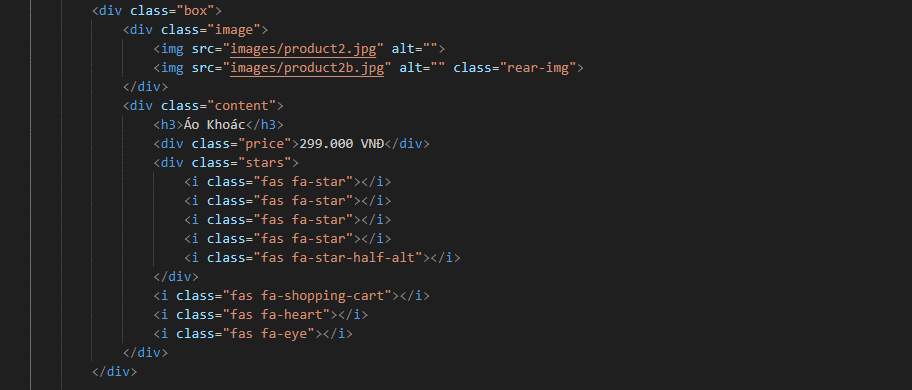 <div class="box">
<div class="image">
<img src="images/product2.jpg" alt="">
<img src="images/product2b.jpg" alt="" class="rear-img">
</div>
<div class="content">
<h3>Áo Khoác</h3>
<div class="price">299.000 VNĐ</div>
<div class="stars">
<i class="fas fa-star"></i>
<i class="fas fa-star"></i>
<i class="fas fa-star"></i>
<i class="fas fa-star"></i>
<i class="fas fa-star-half-alt"></i>
</div>
<i class="fas fa-shopping-cart"></i>
<i class="fas fa-heart"></i>
<i class="fas fa-eye"></i>
</div>
</div>